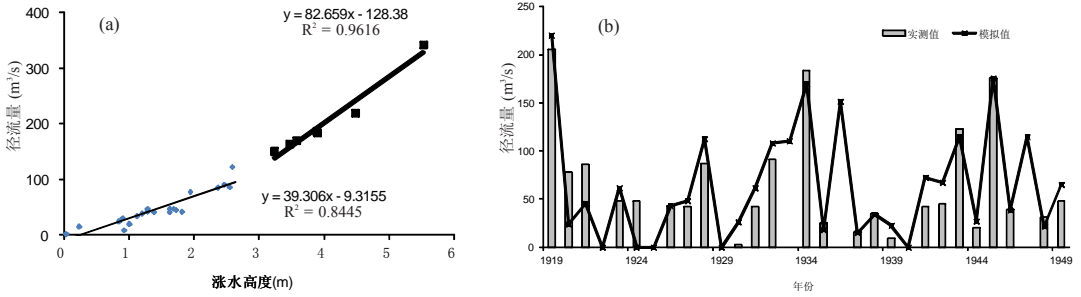 (a)
y = 82.659x - 128.38
R² = 0.9616
y = 39.306x - 9.3155
R² = 0.8445
径流量 (m³/s)
400
300
200
100
0
0 1 2 3 4 5 6
涨水高度(m)
(b)
实测值 模拟值
径流量 (m³/s)
250
200
150
100
50
0
1919 1924 1929 1934 1939 1944 1949
年份